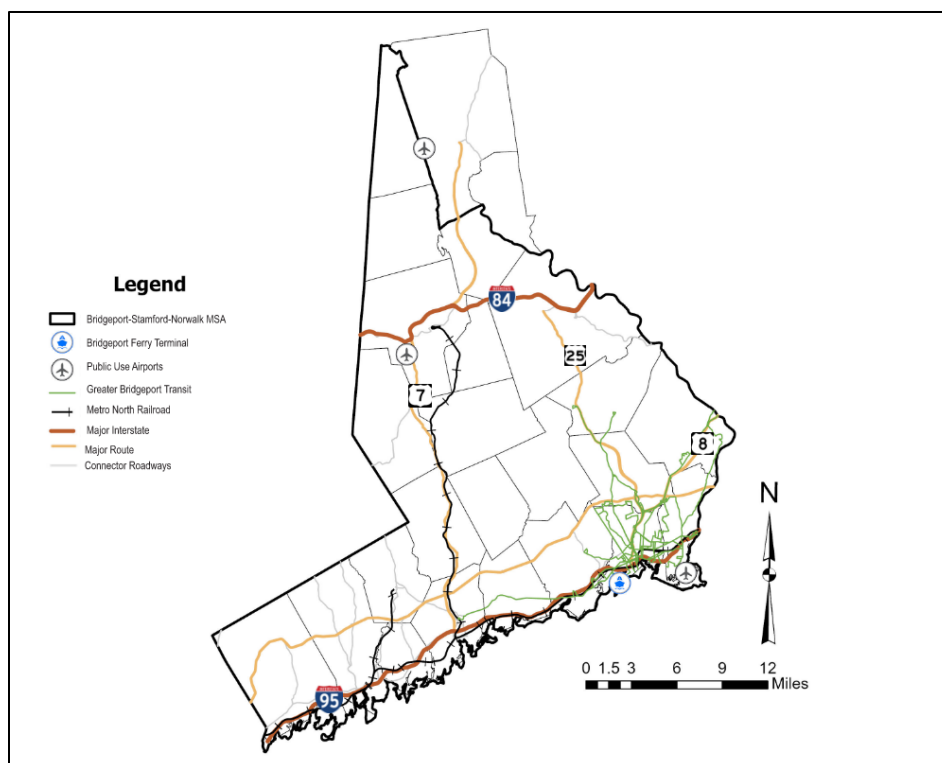 Legend
Bridgeport-Stamford-Norwalk MSA
Bridgeport Ferry Terminal
Public Use Airports
Greater Bridgeport Transit
Metro North Railroad
Major Interstate
Major Route
Connector Roadways
84
25
7
8
95
N
0 1.5 3 6 9 12
Miles